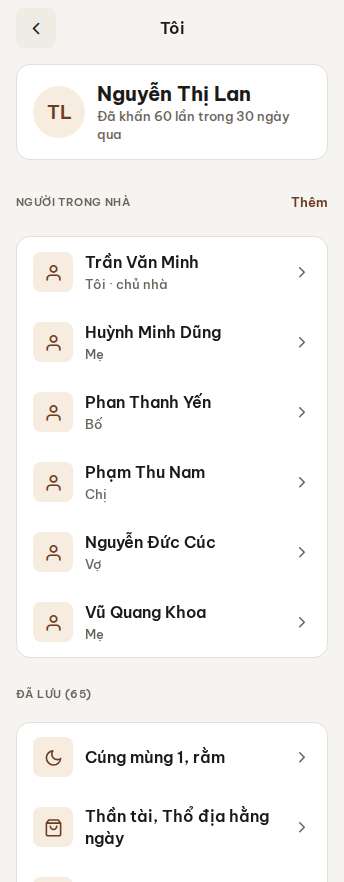 Tôi
TL
Nguyễn Thị Lan
Đã khấn 60 lần trong 30 ngày
qua
NGƯỜI TRONG NHÀ
Thêm
Trần Văn Minh
Tôi · chủ nhà
Huỳnh Minh Dũng
Mẹ
Phan Thanh Yến
Bố
Phạm Thu Nam
Chị
Nguyễn Đức Cúc
Vợ
Vũ Quang Khoa
Mẹ
ĐÃ LƯU (65)
Cúng mùng 1, rằm
Thần tài, Thổ địa hằng
ngày